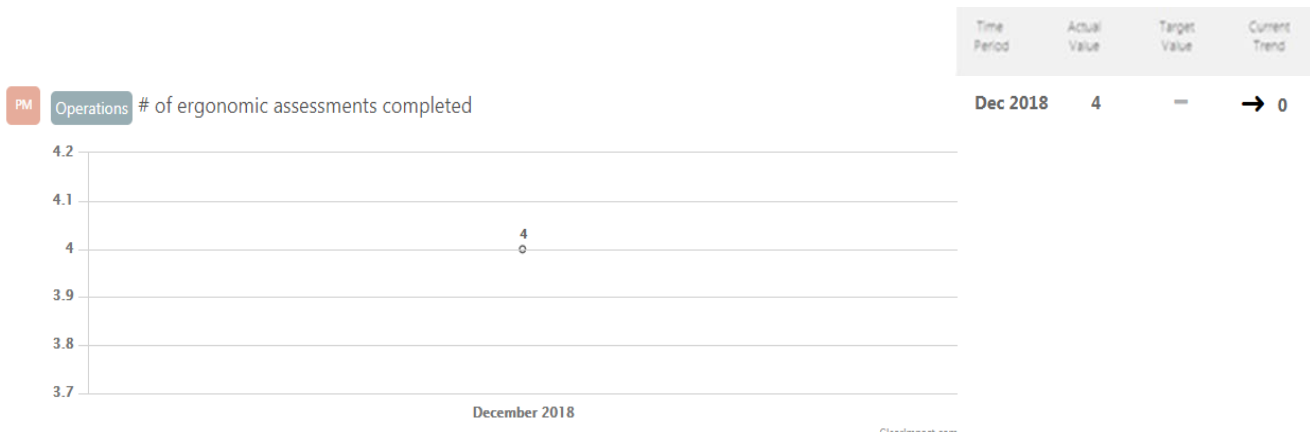 Time Period
Actual Value
Target Value
Current Trend
PM Operations # of ergonomic assessments completed
Dec 2018 4 – → 0
4.2
4.1
4
3.9
3.8
3.7
4
December 2018